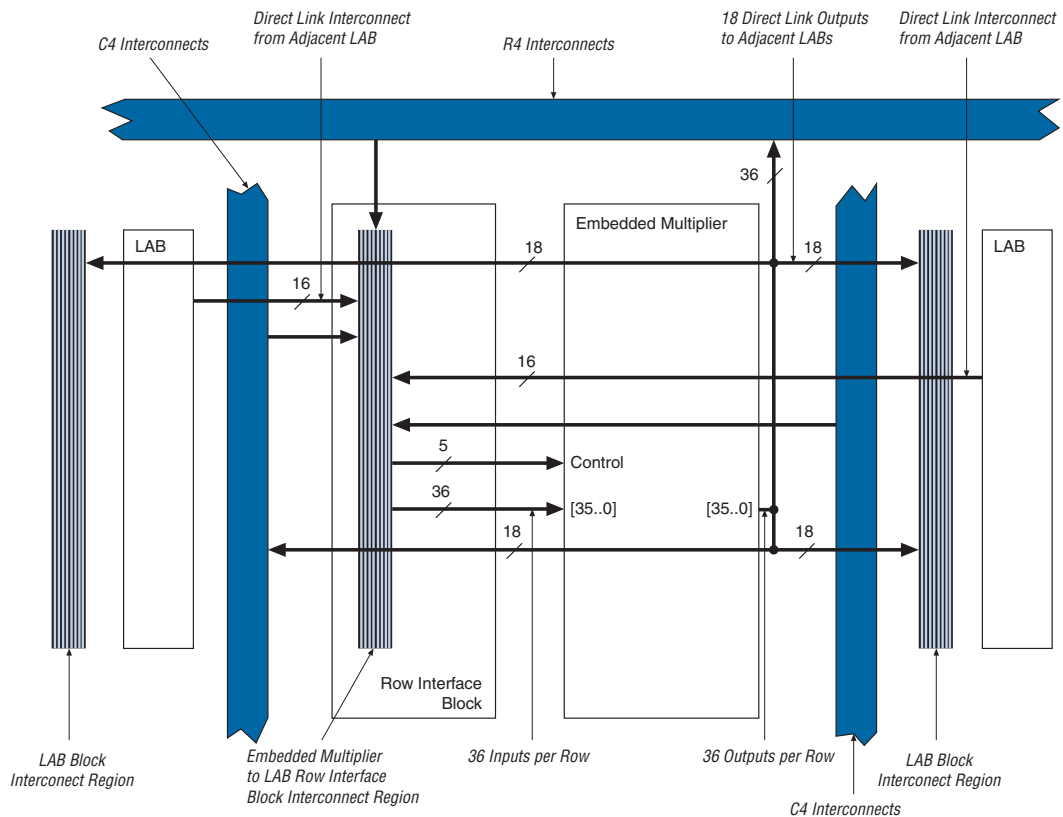 C4 Interconnects
Direct Link Interconnect
from Adjacent LAB
R4 Interconnects
18 Direct Link Outputs
to Adjacent LABs
Direct Link Interconnect
from Adjacent LAB
36
LAB
Embedded Multiplier
LAB
18
18
16
16
5
Control
36
[35..0]
[35..0]
18
18
Row Interface
Block
LAB Block
Interconect Region
Embedded Multiplier
to LAB Row Interface
Block Interconnect Region
36 Inputs per Row
36 Outputs per Row
LAB Block
Interconect Region
C4 Interconnects